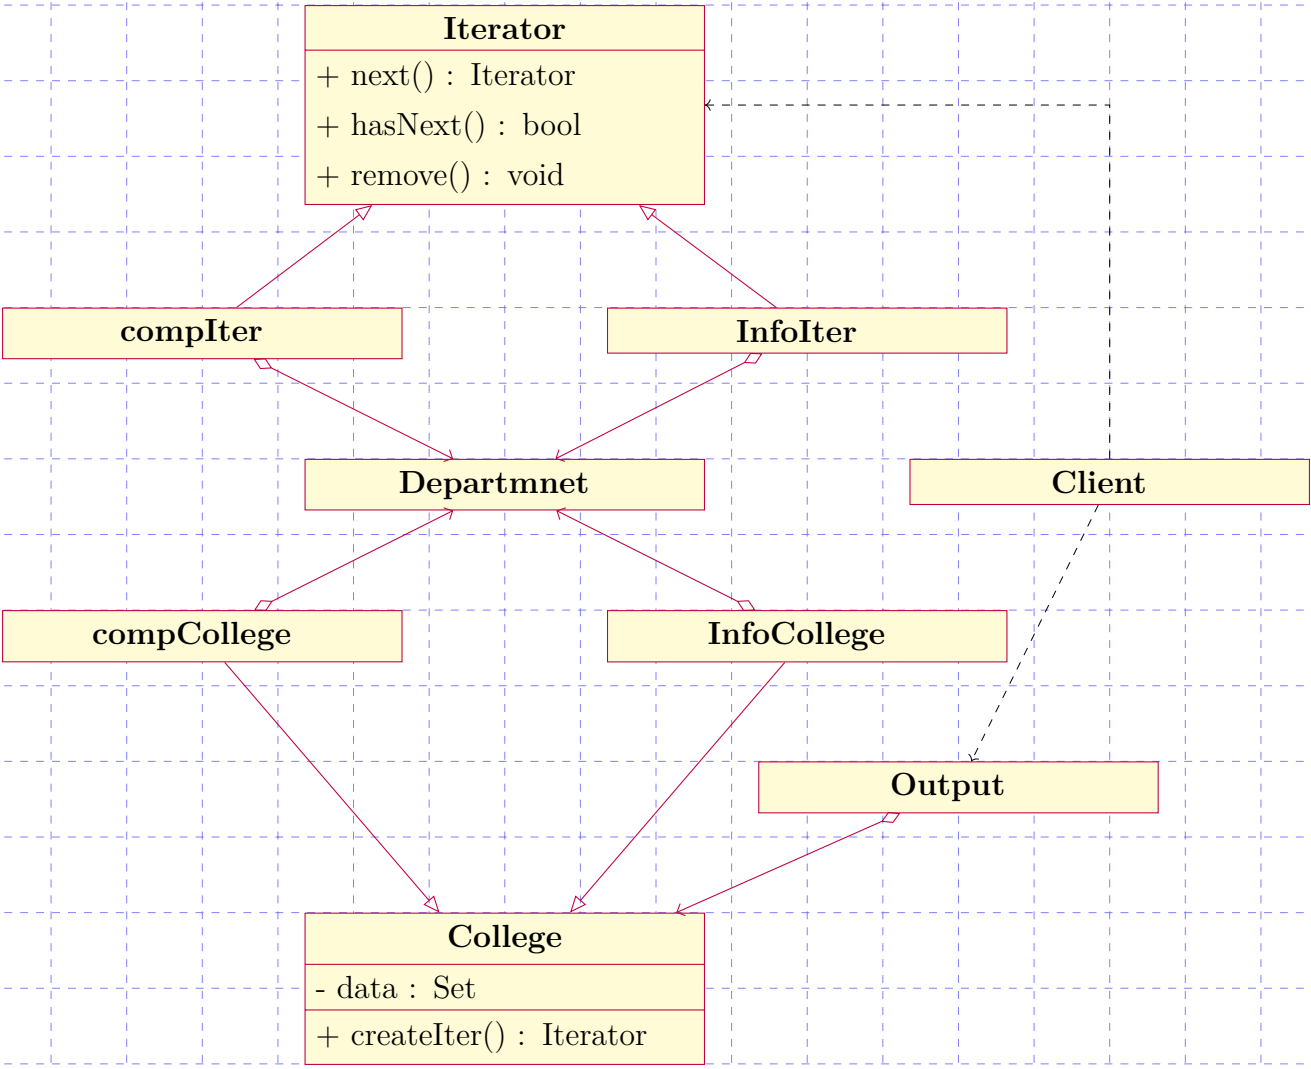 Iterator
+ next() : Iterator
+ hasNext() : bool
+ remove() : void
compIter
InfoIter
Departmnet
Client
compCollege
InfoCollege
Output
College
- data : Set
+ createIter() : Iterator